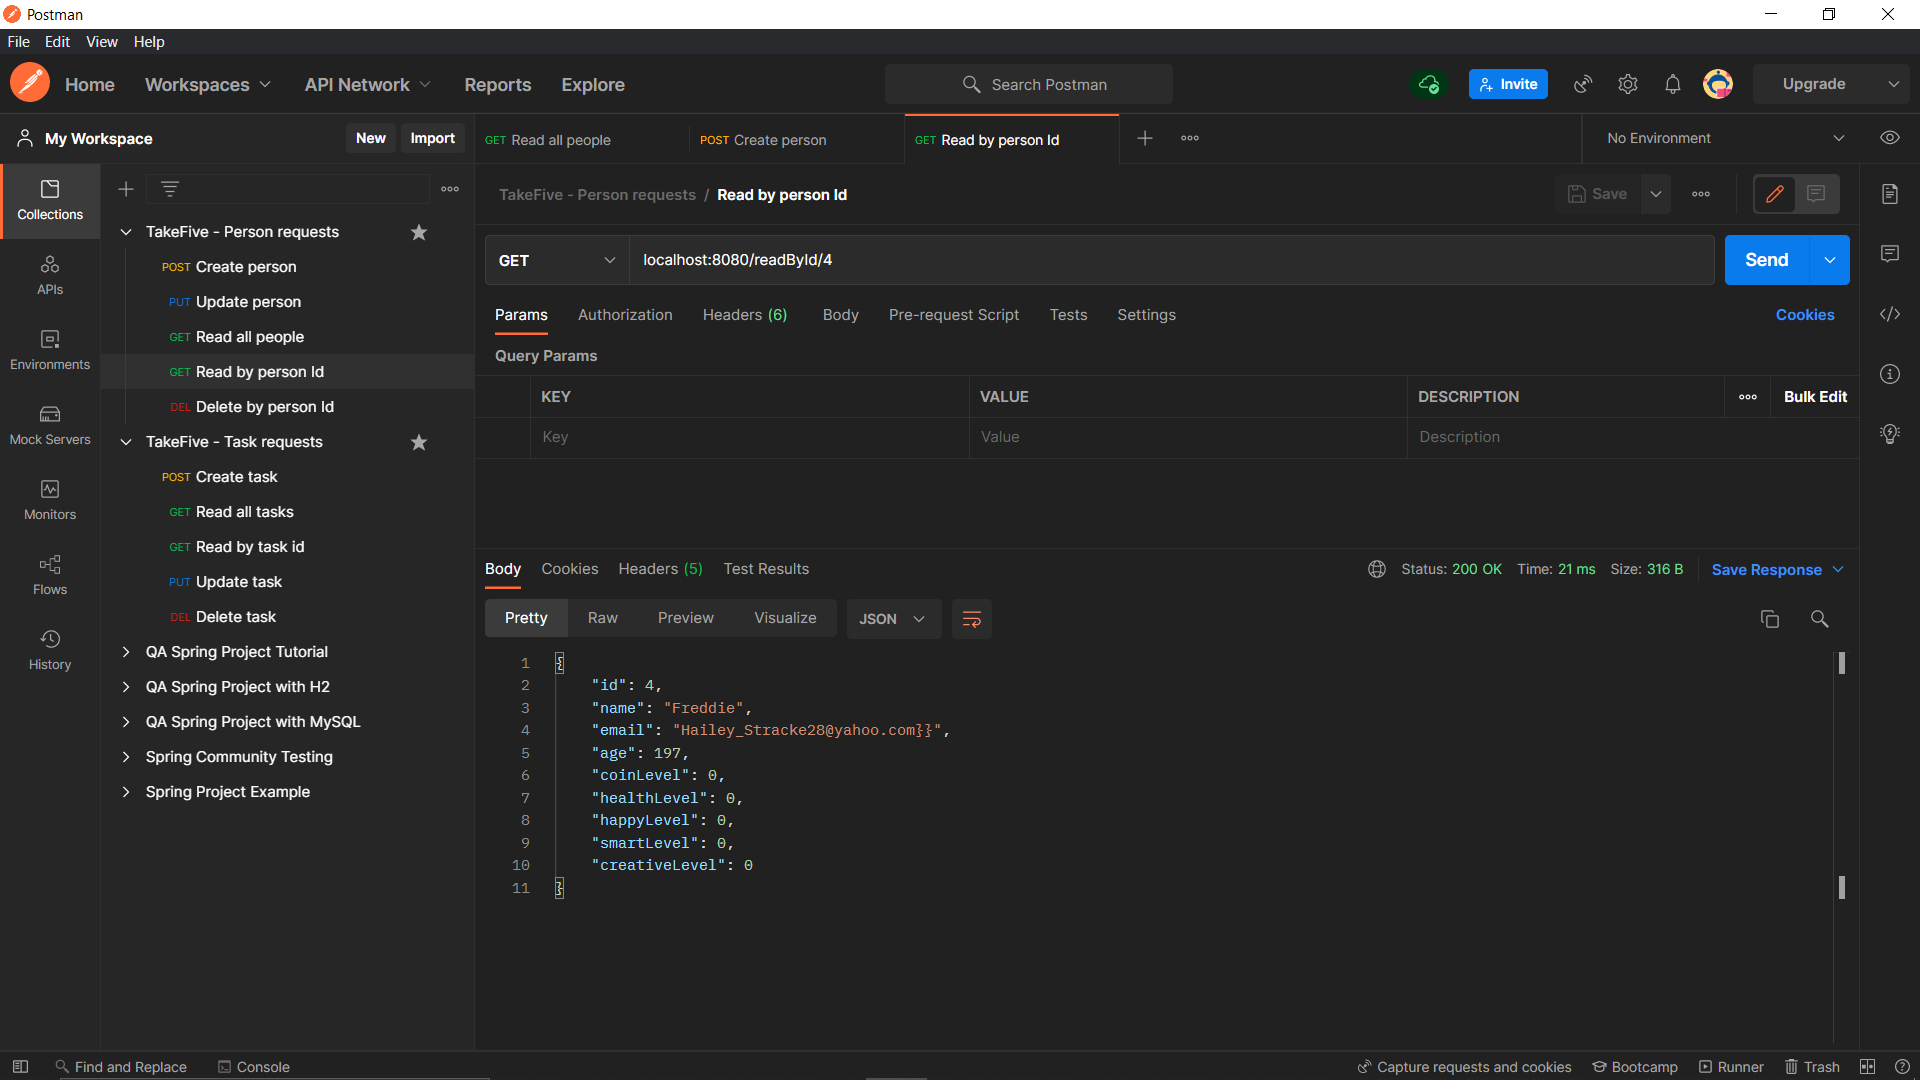 Postman
File Edit View Help
Home Workspaces API Network Reports Explore Search Postman Invite Upgrade
My Workspace New Import GET Read all people POST Create person GET Read by person Id No Environment
Collections
APIs
Environments
Mock Servers
Monitors
Flows
History
TakeFive - Person requests
POST Create person
PUT Update person
GET Read all people
GET Read by person Id
DEL Delete by person Id
TakeFive - Task requests
POST Create task
GET Read all tasks
GET Read by task id
PUT Update task
DEL Delete task
QA Spring Project Tutorial
QA Spring Project with H2
QA Spring Project with MySQL
Spring Community Testing
Spring Project Example
TakeFive - Person requests / Read by person Id Save
GET localhost:8080/readById/4 Send
Params Authorization Headers (6) Body Pre-request Script Tests Settings Cookies
Query Params
KEY VALUE DESCRIPTION Bulk Edit
Key Value Description
Body Cookies Headers (5) Test Results Status: 200 OK Time: 21 ms Size: 316 B Save Response
Pretty Raw Preview Visualize JSON
1 {
2 "id": 4,
3 "name": "Freddie",
4 "email": "Hailey_Stracke28@yahoo.com}}",
5 "age": 197,
6 "coinLevel": 0,
7 "healthLevel": 0,
8 "happyLevel": 0,
9 "smartLevel": 0,
10 "creativeLevel": 0
11 }
Find and Replace Console Capture requests and cookies Bootcamp Runner Trash